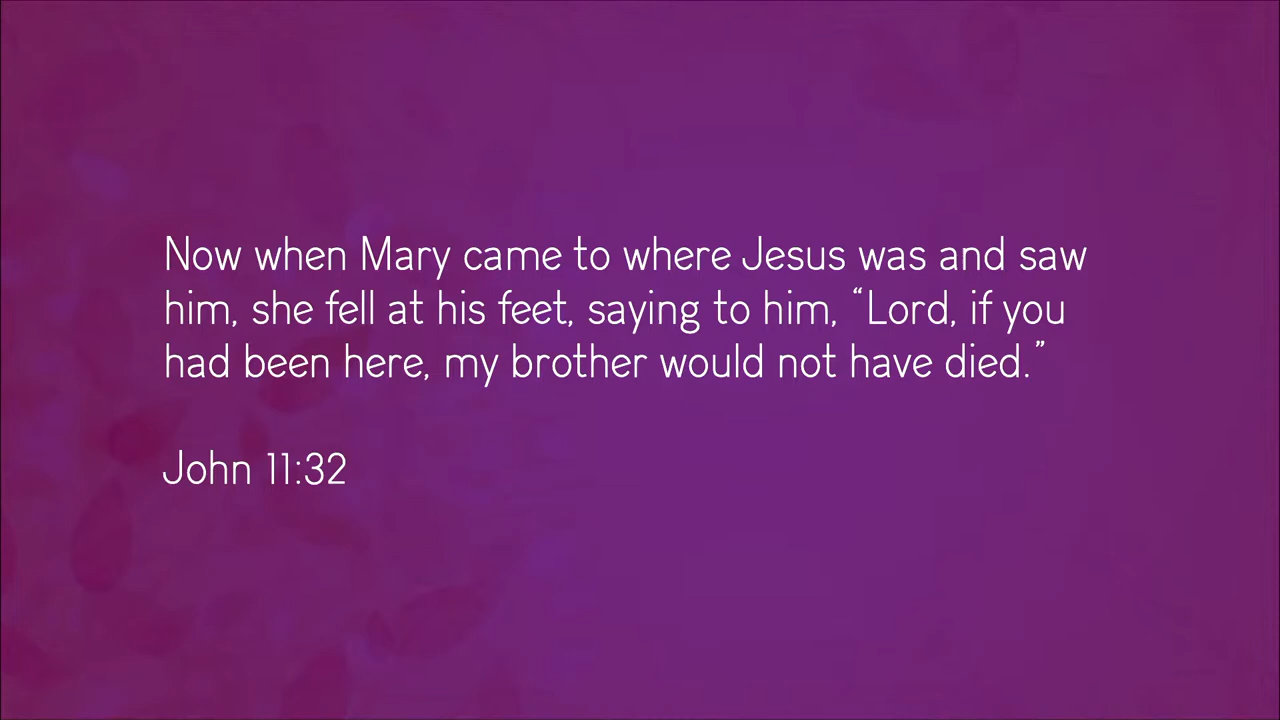 Now when Mary came to where Jesus was and saw
him, she fell at his feet, saying to him, “Lord, if you
had been here, my brother would not have died.”
John 11:32